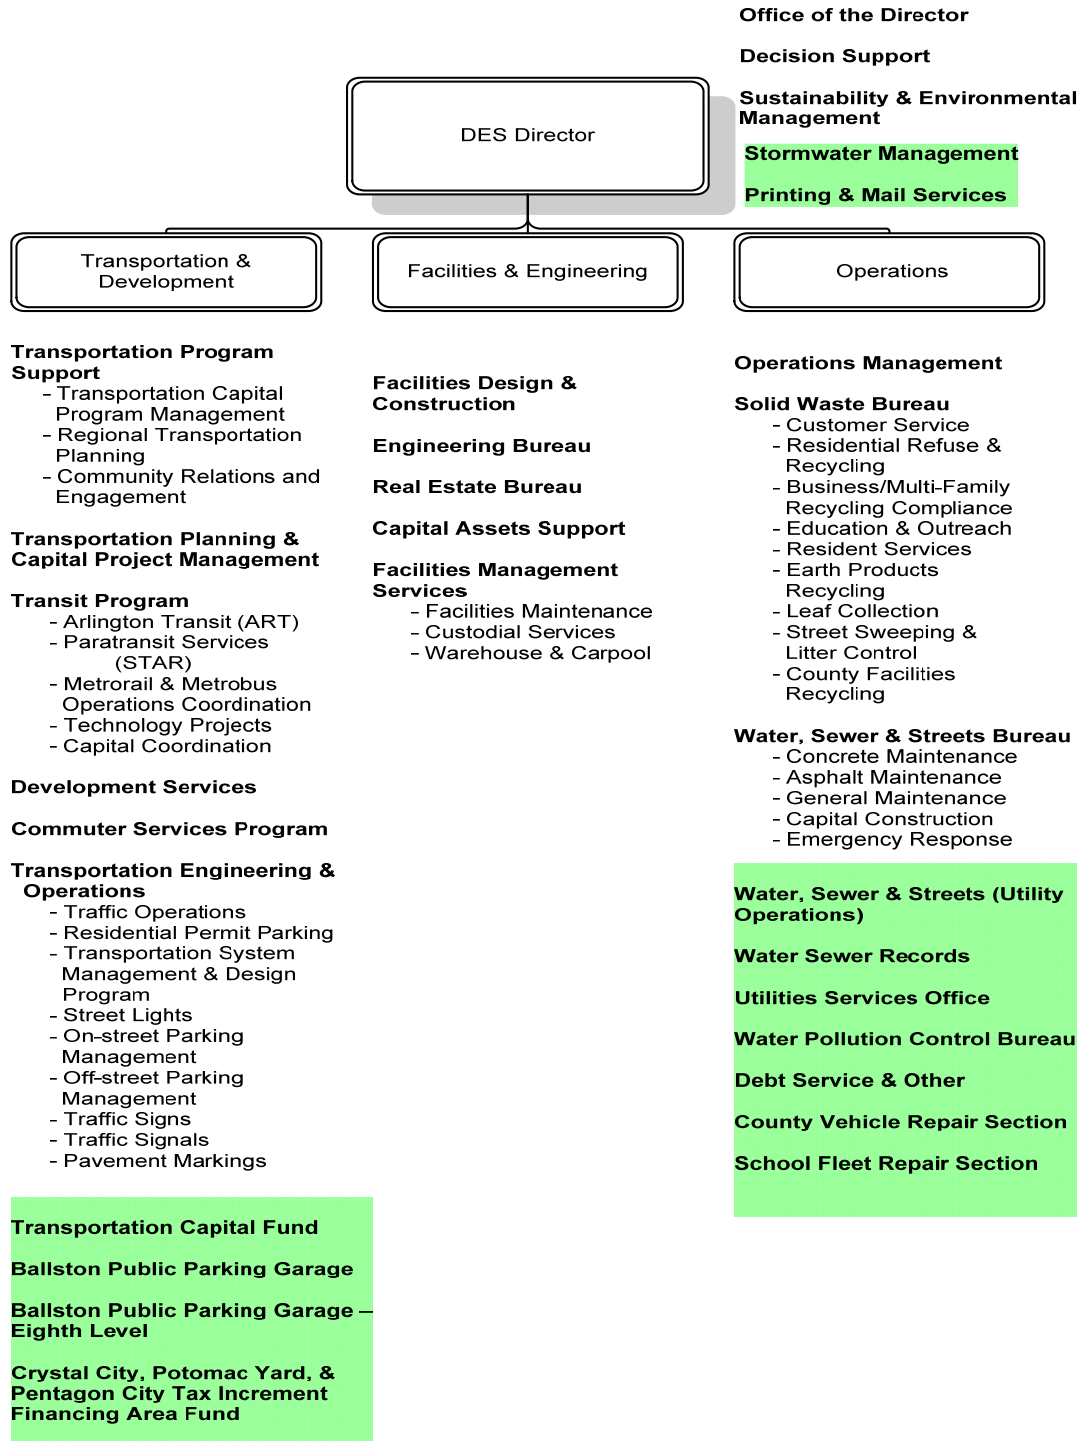 Office of the Director
Decision Support
Sustainability & Environmental
Management
Stormwater Management
Printing & Mail Services
DES Director
Transportation &
Development
Facilities & Engineering
Operations
Transportation Program
Support
- Transportation Capital
Program Management
- Regional Transportation
Planning
- Community Relations and
Engagement
Transportation Planning &
Capital Project Management
Transit Program
- Arlington Transit (ART)
- Paratransit Services
(STAR)
- Metrorail & Metrobus
Operations Coordination
- Technology Projects
- Capital Coordination
Development Services
Commuter Services Program
Transportation Engineering &
Operations
- Traffic Operations
- Residential Permit Parking
- Transportation System
Management & Design
Program
- Street Lights
- On-street Parking
Management
- Off-street Parking
Management
- Traffic Signs
- Traffic Signals
- Pavement Markings
Transportation Capital Fund
Ballston Public Parking Garage
Ballston Public Parking Garage —
Eighth Level
Crystal City, Potomac Yard, &
Pentagon City Tax Increment
Financing Area Fund
Facilities Design &
Construction
Engineering Bureau
Real Estate Bureau
Capital Assets Support
Facilities Management
Services
- Facilities Maintenance
- Custodial Services
- Warehouse & Carpool
Operations Management
Solid Waste Bureau
- Customer Service
- Residential Refuse &
Recycling
- Business/Multi-Family
Recycling Compliance
- Education & Outreach
- Resident Services
- Earth Products
Recycling
- Leaf Collection
- Street Sweeping &
Litter Control
- County Facilities
Recycling
Water, Sewer & Streets Bureau
- Concrete Maintenance
- Asphalt Maintenance
- General Maintenance
- Capital Construction
- Emergency Response
Water, Sewer & Streets (Utility
Operations)
Water Sewer Records
Utilities Services Office
Water Pollution Control Bureau
Debt Service & Other
County Vehicle Repair Section
School Fleet Repair Section